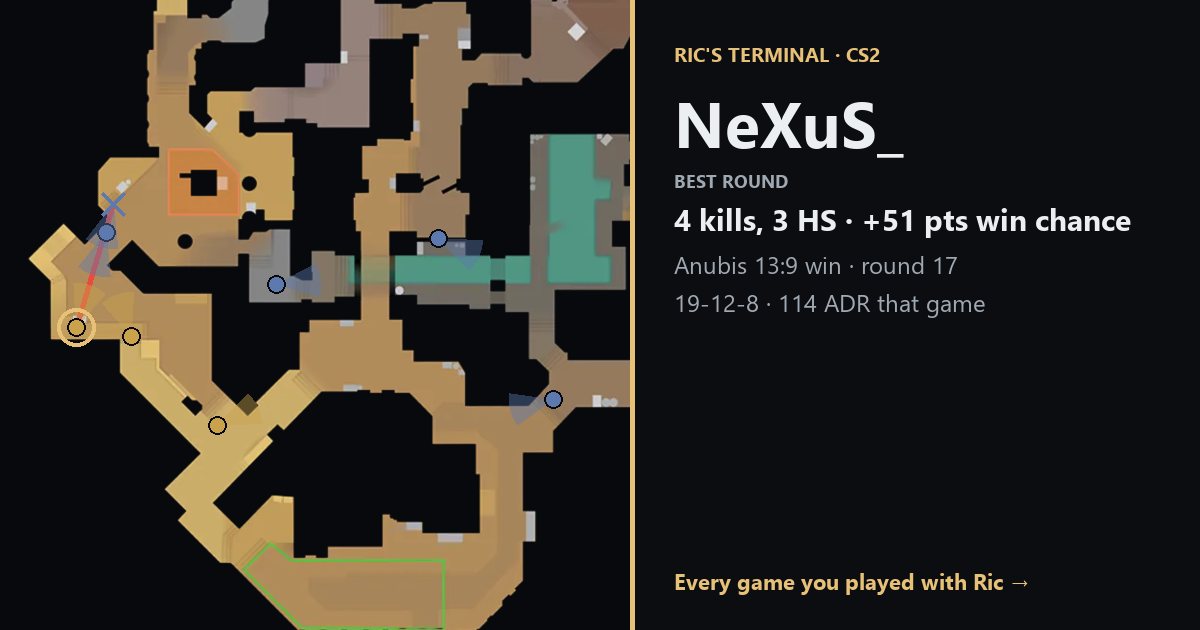 RIC'S TERMINAL · CS2
NeXuS_
BEST ROUND
4 kills, 3 HS · +51 pts win chance
Anubis 13:9 win · round 17
19-12-8 · 114 ADR that game
Every game you played with Ric →